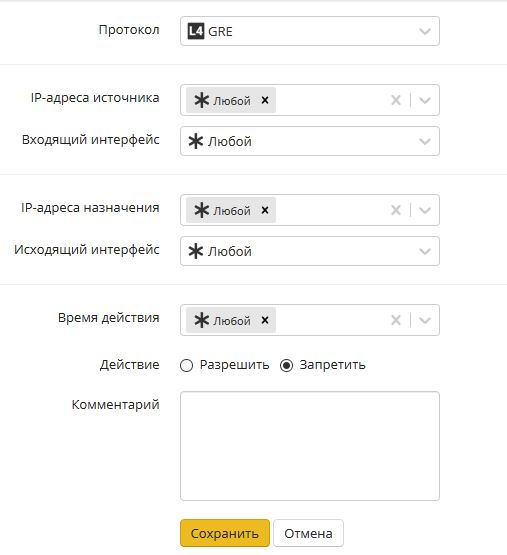 Протокол L4 GRE
IP-адреса источника Любой
Входящий интерфейс Любой
IP-адреса назначения Любой
Исходящий интерфейс Любой
Время действия Любой
Действие Разрешить Запретить
Комментарий
Сохранить Отмена